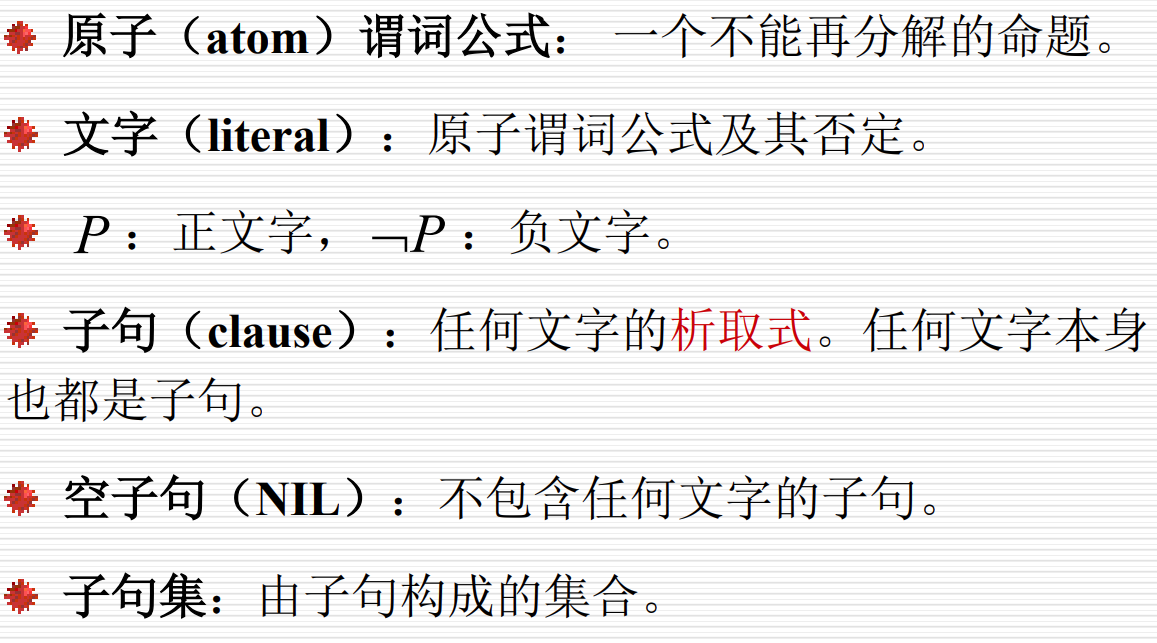 原子（atom）谓词公式： 一个不能再分解的命题。
文字（literal）：原子谓词公式及其否定。
P：正文字，¬P：负文字。
子句（clause）：任何文字的析取式。任何文字本身
也都是子句。
空子句（NIL）：不包含任何文字的子句。
子句集：由子句构成的集合。